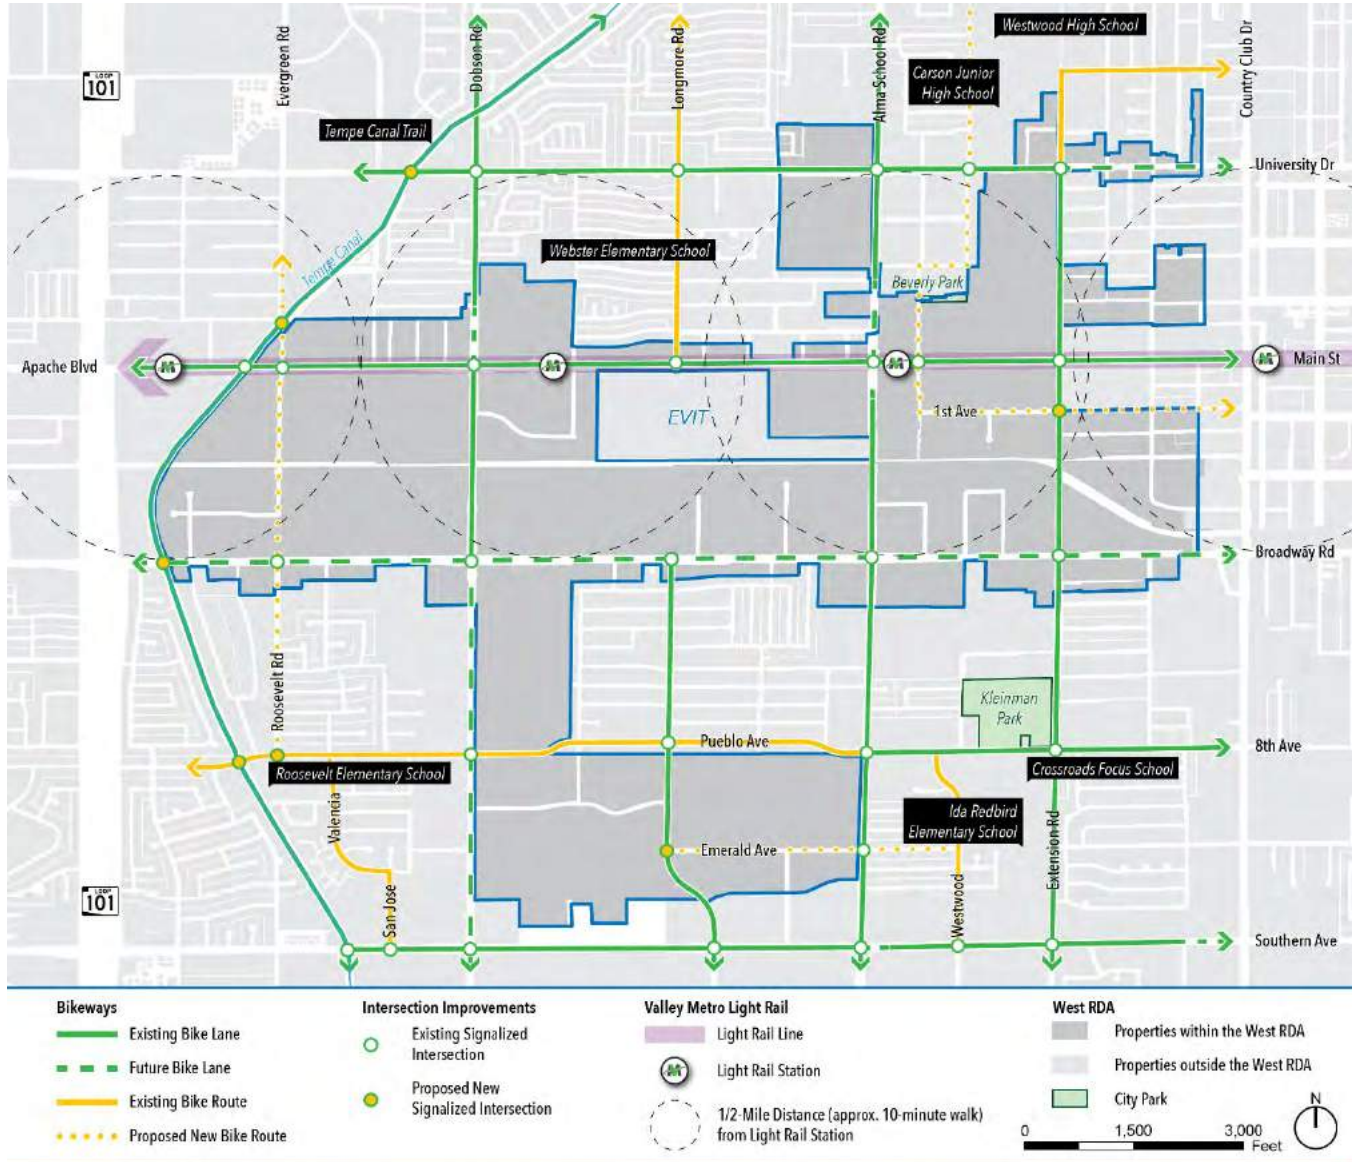 Westwood High School
LOOP
101
Evergreen Rd
Dobson Rd
Longmore Rd
Alma School Rd
Carson Junior
High School
Country Club Dr
Tempe Canal Trail
University Dr
Tempe Canal
Webster Elementary School
Beverly Park
Apache Blvd
M
M
M
M
Main St
EVIT
1st Ave
Broadway Rd
Roosevelt Rd
Kleinman
Park
Pueblo Ave
8th Ave
Roosevelt Elementary School
Crossroads Focus School
Valencia
Ida Redbird
Elementary School
Emerald Ave
Extension Rd
LOOP
101
San Jose
Westwood
Southern Ave
Bikeways
Existing Bike Lane
Future Bike Lane
Existing Bike Route
Proposed New Bike Route
Intersection Improvements
Existing Signalized
Intersection
Proposed New
Signalized Intersection
Valley Metro Light Rail
Light Rail Line
M
Light Rail Station
1/2-Mile Distance (approx. 10-minute walk)
from Light Rail Station
West RDA
Properties within the West RDA
Properties outside the West RDA
City Park
N
0 1,500 3,000
Feet